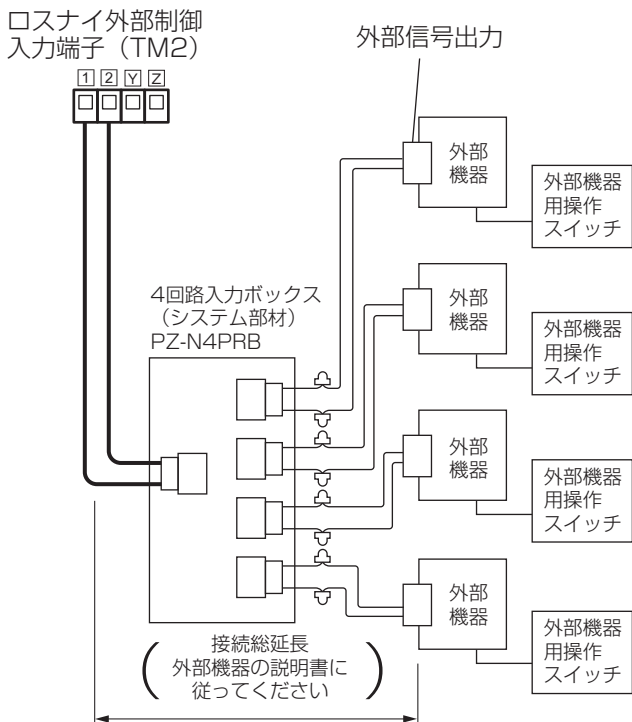 ロスナイ外部制御
入力端子（TM2）
1 2 Y Z
外部信号出力
外部
機器
外部機器
用操作
スイッチ
4回路入力ボックス
（システム部材）
PZ-N4PRB
外部
機器
外部機器
用操作
スイッチ
外部
機器
外部機器
用操作
スイッチ
外部
機器
外部機器
用操作
スイッチ
（接続総延長
外部機器の説明書に
従ってください）